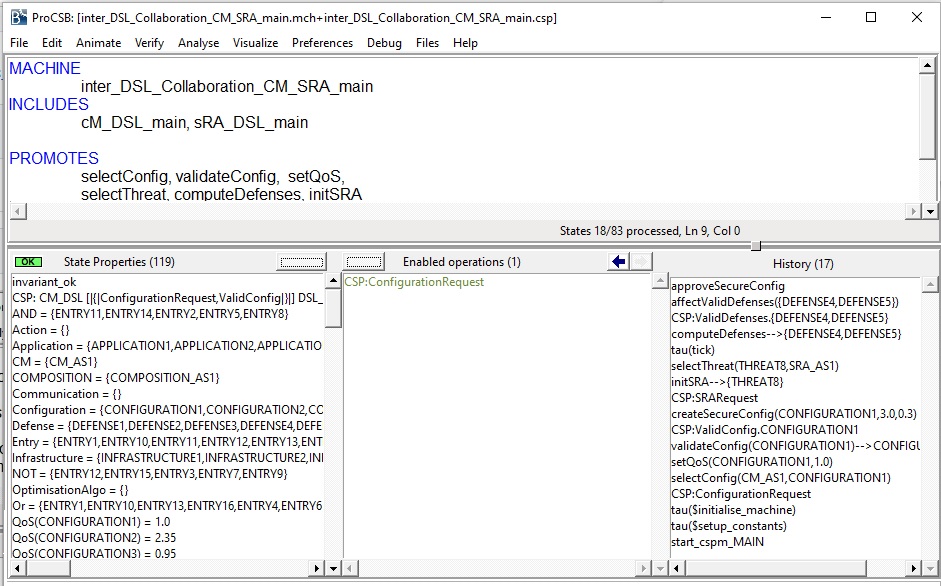 ProCSB: [inter_DSL_Collaboration_CM_SRA_main.mch+inter_DSL_Collaboration_CM_SRA_main.csp]
File Edit Animate Verify Analyse Visualize Preferences Debug Files Help
MACHINE
inter_DSL_Collaboration_CM_SRA_main
INCLUDES
cM_DSL_main, sRA_DSL_main
PROMOTES
selectConfig, validateConfig, setQoS,
selectThreat, computeDefenses, initSRA
States 18/83 processed, Ln 9, Col 0
OK State Properties (119)
invariant_ok
CSP: CM_DSL [|{|ConfigurationRequest,ValidConfig|}|] DSL_
AND = {ENTRY11,ENTRY14,ENTRY2,ENTRY5,ENTRY8}
Action = {}
Application = {APPLICATION1,APPLICATION2,APPLICATIO
CM = {CM_AS1}
COMPOSITION = {COMPOSITION_AS1}
Communication = {}
Configuration = {CONFIGURATION1,CONFIGURATION2,CO
Defense = {DEFENSE1,DEFENSE2,DEFENSE3,DEFENSE4,DEFE
Entry = {ENTRY1,ENTRY10,ENTRY11,ENTRY12,ENTRY13,ENT
Infrastructure = {INFRASTRUCTURE1,INFRASTRUCTURE2,INI
NOT = {ENTRY12,ENTRY15,ENTRY3,ENTRY7,ENTRY9}
OptimisationAlgo = {}
Or = {ENTRY1,ENTRY10,ENTRY13,ENTRY16,ENTRY4,ENTRY6
QoS(CONFIGURATION1) = 1.0
QoS(CONFIGURATION2) = 2.35
QoS(CONFIGURATION3) = 0.95
Enabled operations (1)
CSP:ConfigurationRequest
History (17)
approveSecureConfig
affectValidDefenses({DEFENSE4,DEFENSE5})
CSP:ValidDefenses.{DEFENSE4,DEFENSE5}
computeDefenses-->{DEFENSE4,DEFENSE5}
tau(tick)
selectThreat(THREAT8,SRA_AS1)
initSRA-->{THREAT8}
CSP:SRARequest
createSecureConfig(CONFIGURATION1,3.0,0.3)
CSP:ValidConfig.CONFIGURATION1
validateConfig(CONFIGURATION1)-->CONFIGU
setQoS(CONFIGURATION1,1.0)
selectConfig(CM_AS1,CONFIGURATION1)
CSP:ConfigurationRequest
tau($initialise_machine)
tau($setup_constants)
start_cspm_MAIN